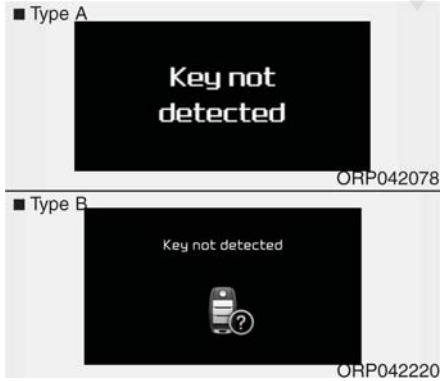 ■ Type A
Key not
detected
ORP042078
■ Type B
Key not detected
?
ORP042220